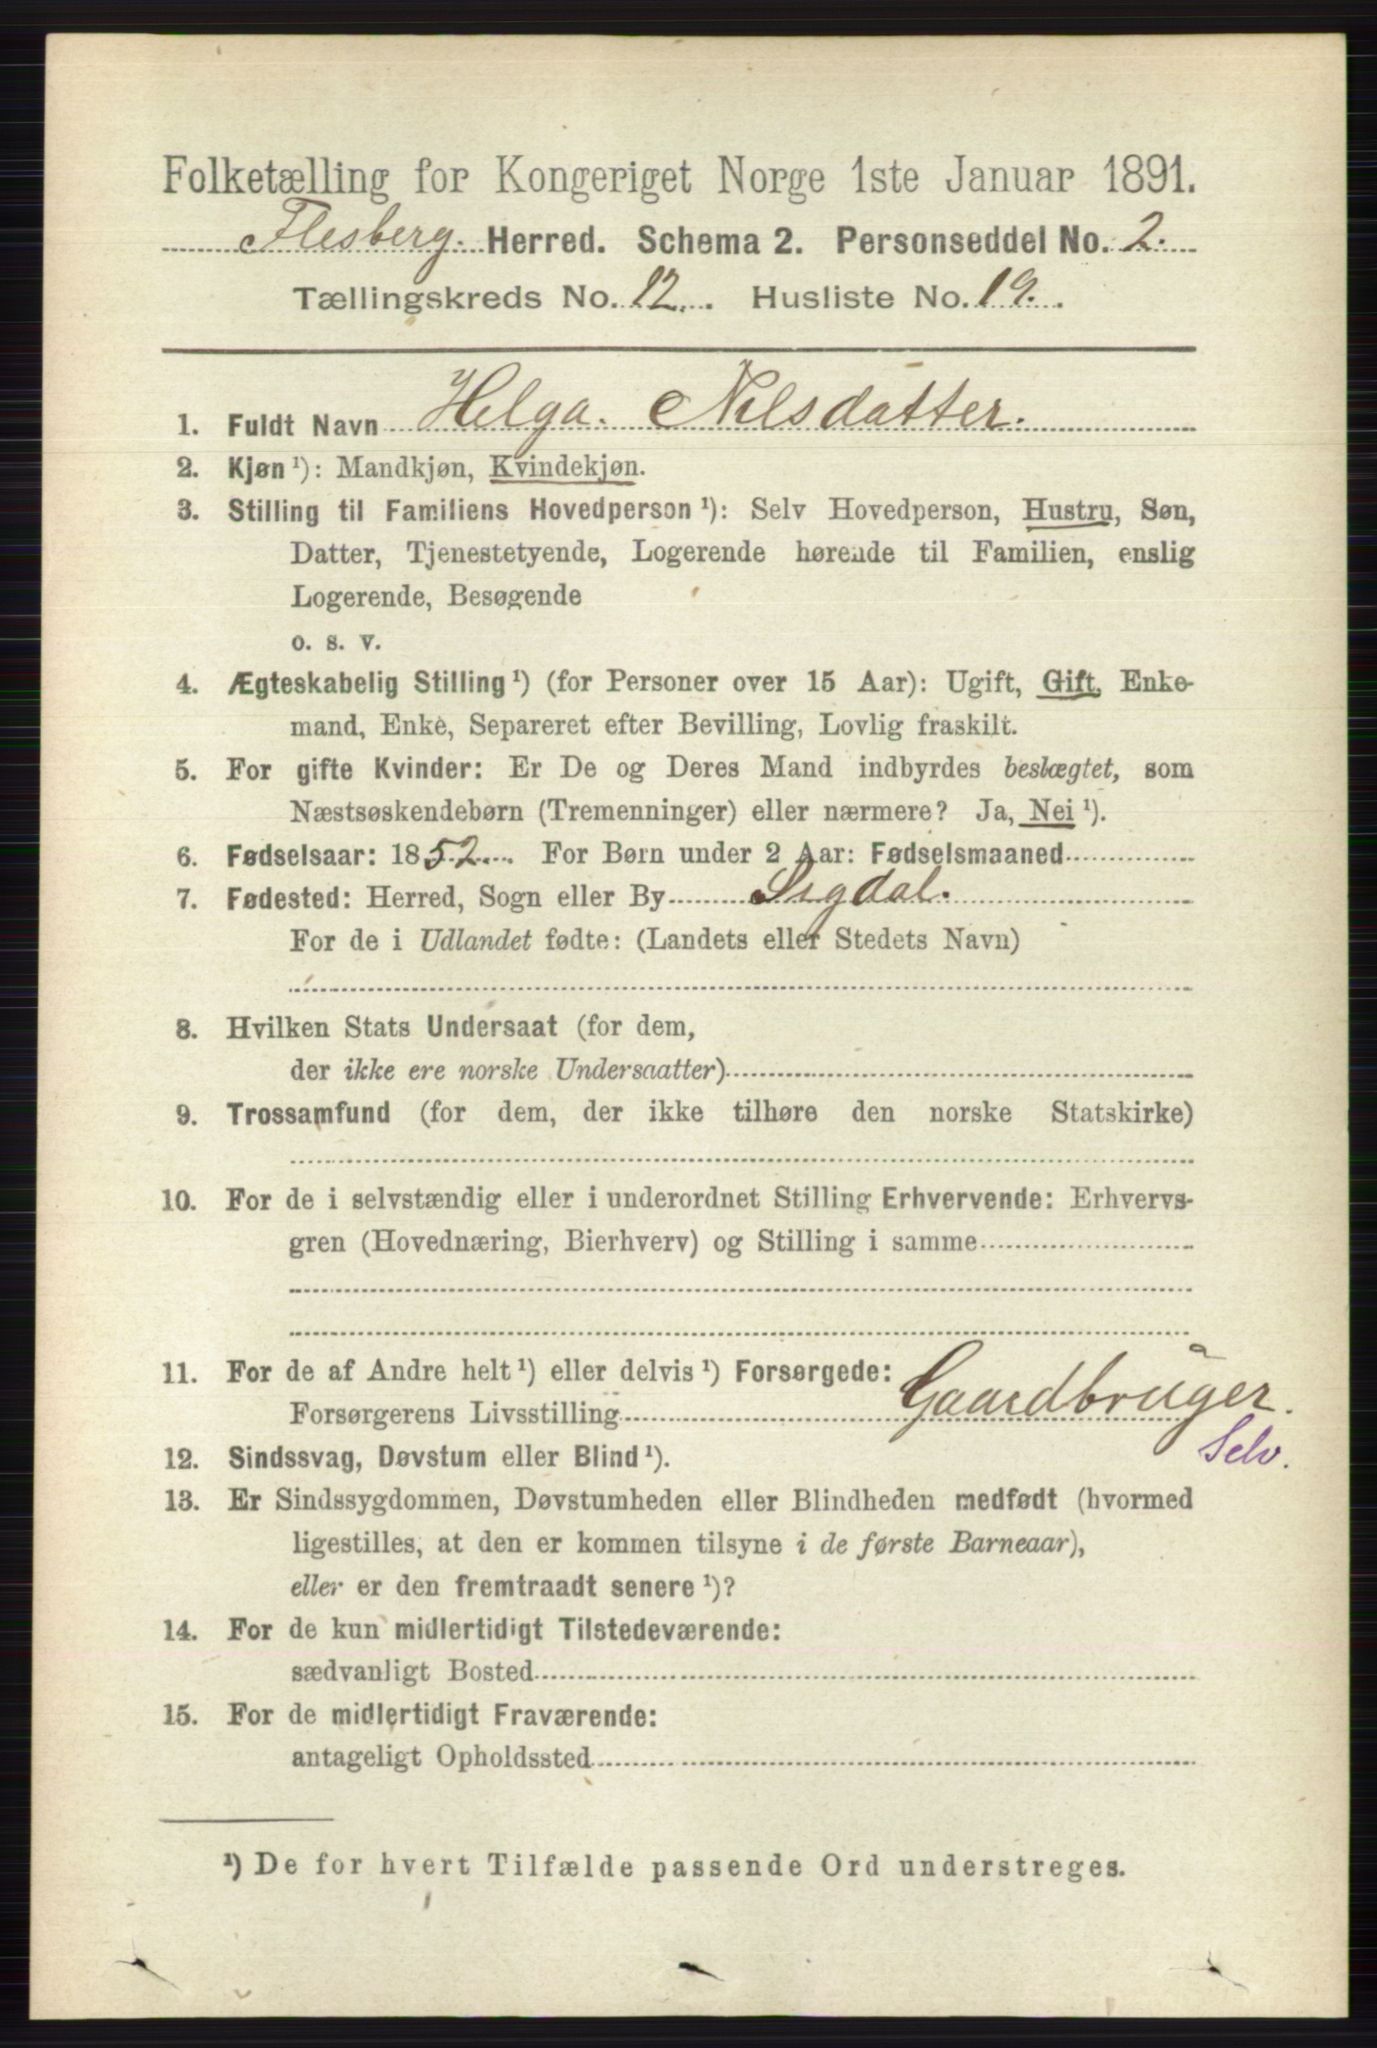 Folketælling for Kongeriget Norge 1ste Januar 1891.
Flesberg. Herred. Schema 2. Personseddel No. 2.
Tællingskreds No. 12. Husliste No. 19.
1. Fuldt Navn Helga. Nilsdatter.
2. Kjøn ¹): Mandkjøn, Kvindekjøn.
3. Stilling til Familiens Hovedperson ¹): Selv Hovedperson, Hustru, Søn,
Datter, Tjenestetyende, Logerende hørende til Familien, enslig
Logerende, Besøgende
o. s. v.
4. Ægteskabelig Stilling ¹) (for Personer over 15 Aar): Ugift, Gift, Enke-
mand, Enke, Separeret efter Bevilling, Lovlig fraskilt.
5. For gifte Kvinder: Er De og Deres Mand indbyrdes beslægtet, som
Næstsøskendebørn (Tremenninger) eller nærmere? Ja, Nei ¹).
6. Fødselsaar: 1852. For Børn under 2 Aar: Fødselsmaaned
7. Fødested: Herred, Sogn eller By Sigdal.
For de i Udlandet fødte: (Landets eller Stedets Navn)
8. Hvilken Stats Undersaat (for dem,
der ikke ere norske Undersaatter)
9. Trossamfund (for dem, der ikke tilhøre den norske Statskirke)
10. For de i selvstændig eller i underordnet Stilling Erhvervende: Erhvervs-
gren (Hovednæring, Bierhverv) og Stilling i samme
11. For de af Andre helt ¹) eller delvis ¹) Forsørgede:
Forsørgerens Livsstilling Gaardbruger.
Selv.
12. Sindssvag, Døvstum eller Blind ¹).
13. Er Sindssygdommen, Døvstumheden eller Blindheden medfødt (hvormed
ligestilles, at den er kommen tilsyne i de første Barneaar),
eller er den fremtraadt senere ¹)?
14. For de kun midlertidigt Tilstedeværende:
sædvanligt Bosted
15. For de midlertidigt Fraværende:
antageligt Opholdssted
¹) De for hvert Tilfælde passende Ord understreges.